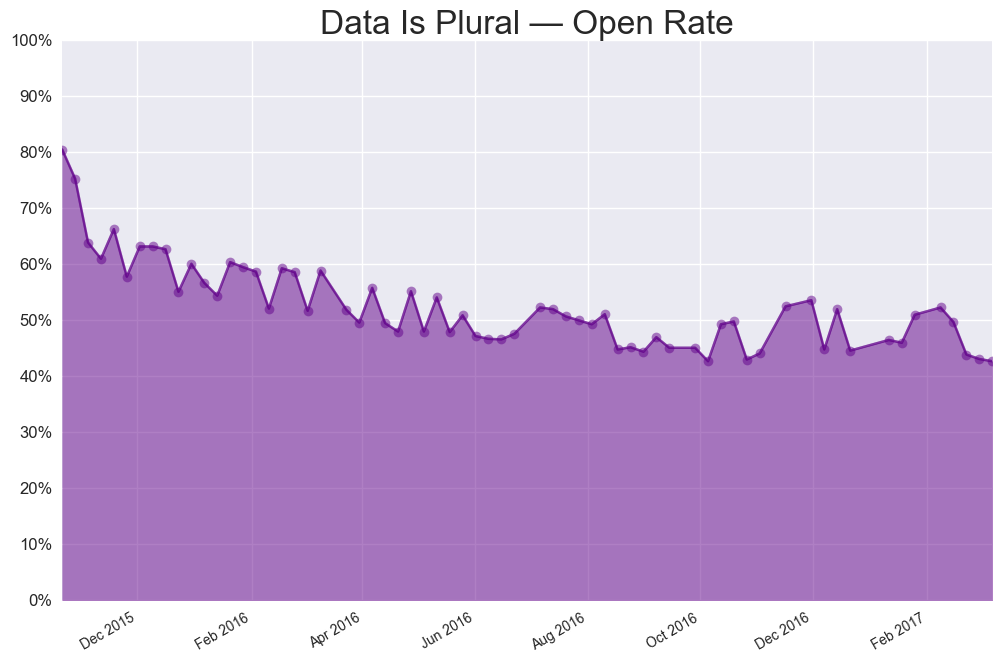 Data Is Plural — Open Rate
100%
90%
80%
70%
60%
50%
40%
30%
20%
10%
0%
Dec 2015
Feb 2016
Apr 2016
Jun 2016
Aug 2016
Oct 2016
Dec 2016
Feb 2017